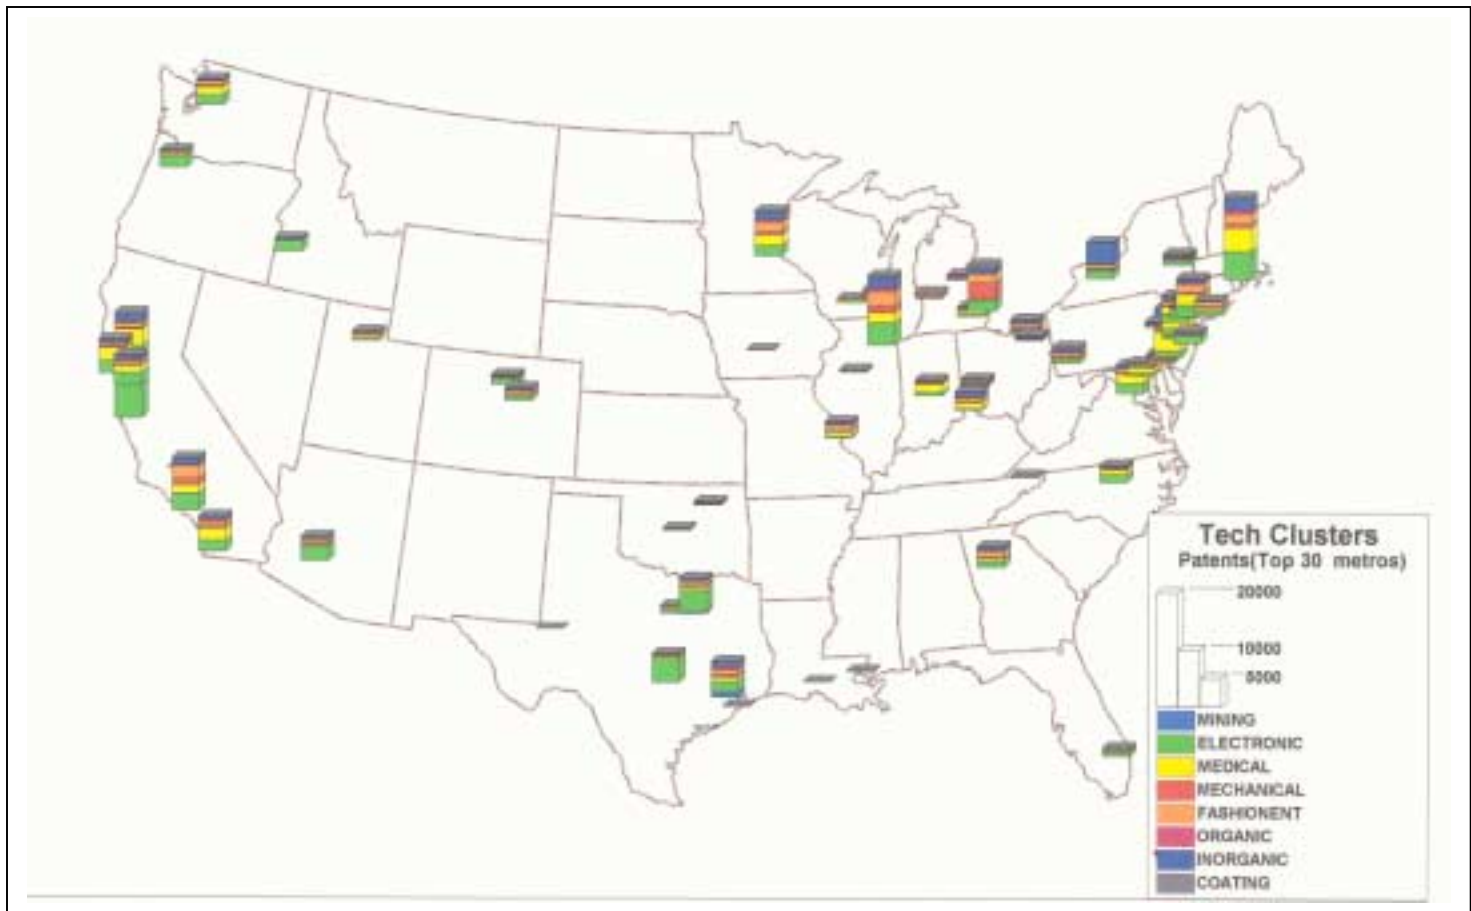 Tech Clusters
Patents(Top 30 metros)
20000
10000
5000
MINING
ELECTRONIC
MEDICAL
MECHANICAL
FASHIONENT
ORGANIC
INORGANIC
COATING